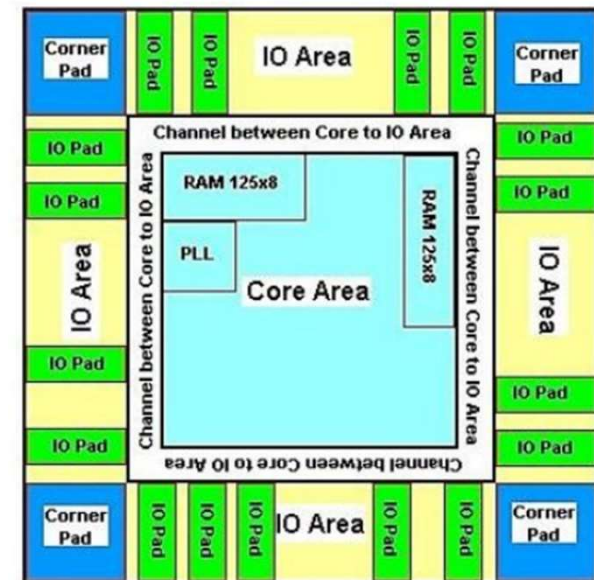 Corner
Pad
IO Pad
IO Pad
IO Area
IO Pad
IO Pad
Corner
Pad
Channel between Core to IO Area
IO Pad
IO Pad
IO Area
IO Pad
IO Pad
Channel between Core to IO Area
RAM 125x8
PLL
Core Area
RAM 125x8
Channel between Core to IO Area
IO Pad
IO Pad
IO Area
IO Pad
IO Pad
Channel between Core to IO Area
Corner
Pad
IO Pad
IO Pad
IO Pad
IO Area
IO Pad
IO Pad
Corner
Pad